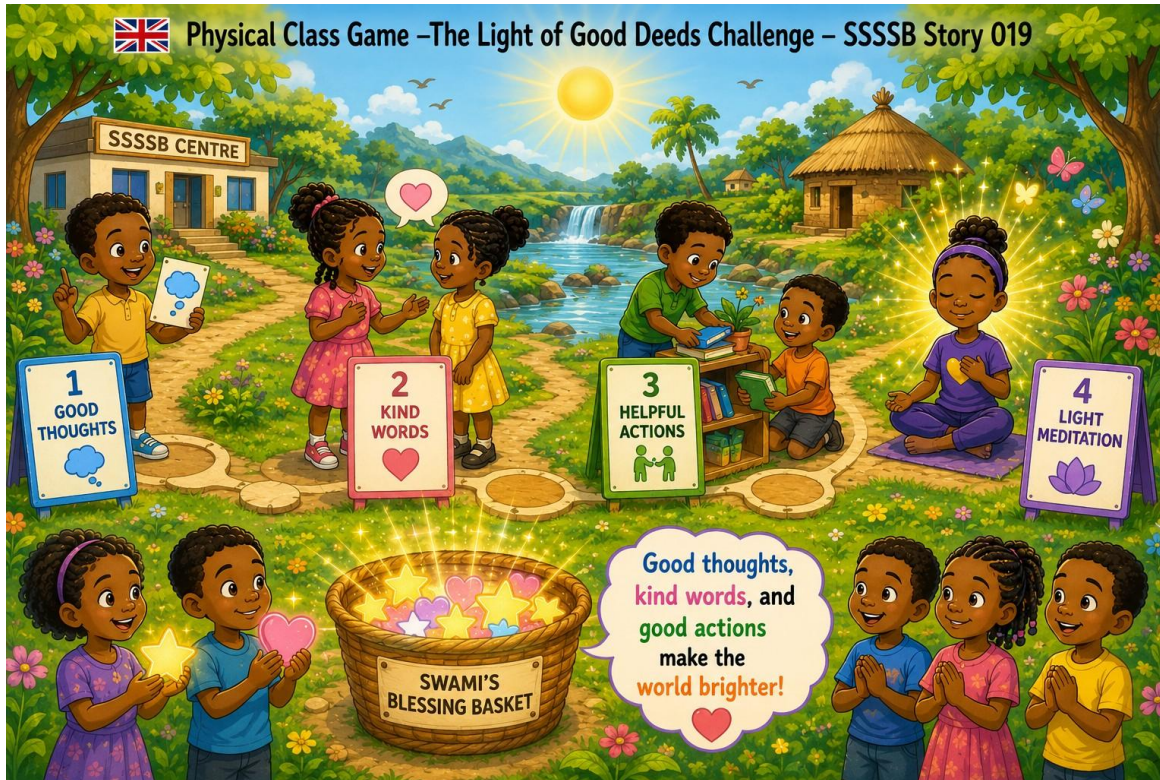 Physical Class Game –The Light of Good Deeds Challenge – SSSSB Story 019
SSSSB CENTRE
1
GOOD
THOUGHTS
2
KIND
WORDS
3
HELPFUL
ACTIONS
4
LIGHT
MEDITATION
SWAMI'S
BLESSING BASKET
Good thoughts,
kind words, and
good actions
make the
world brighter!